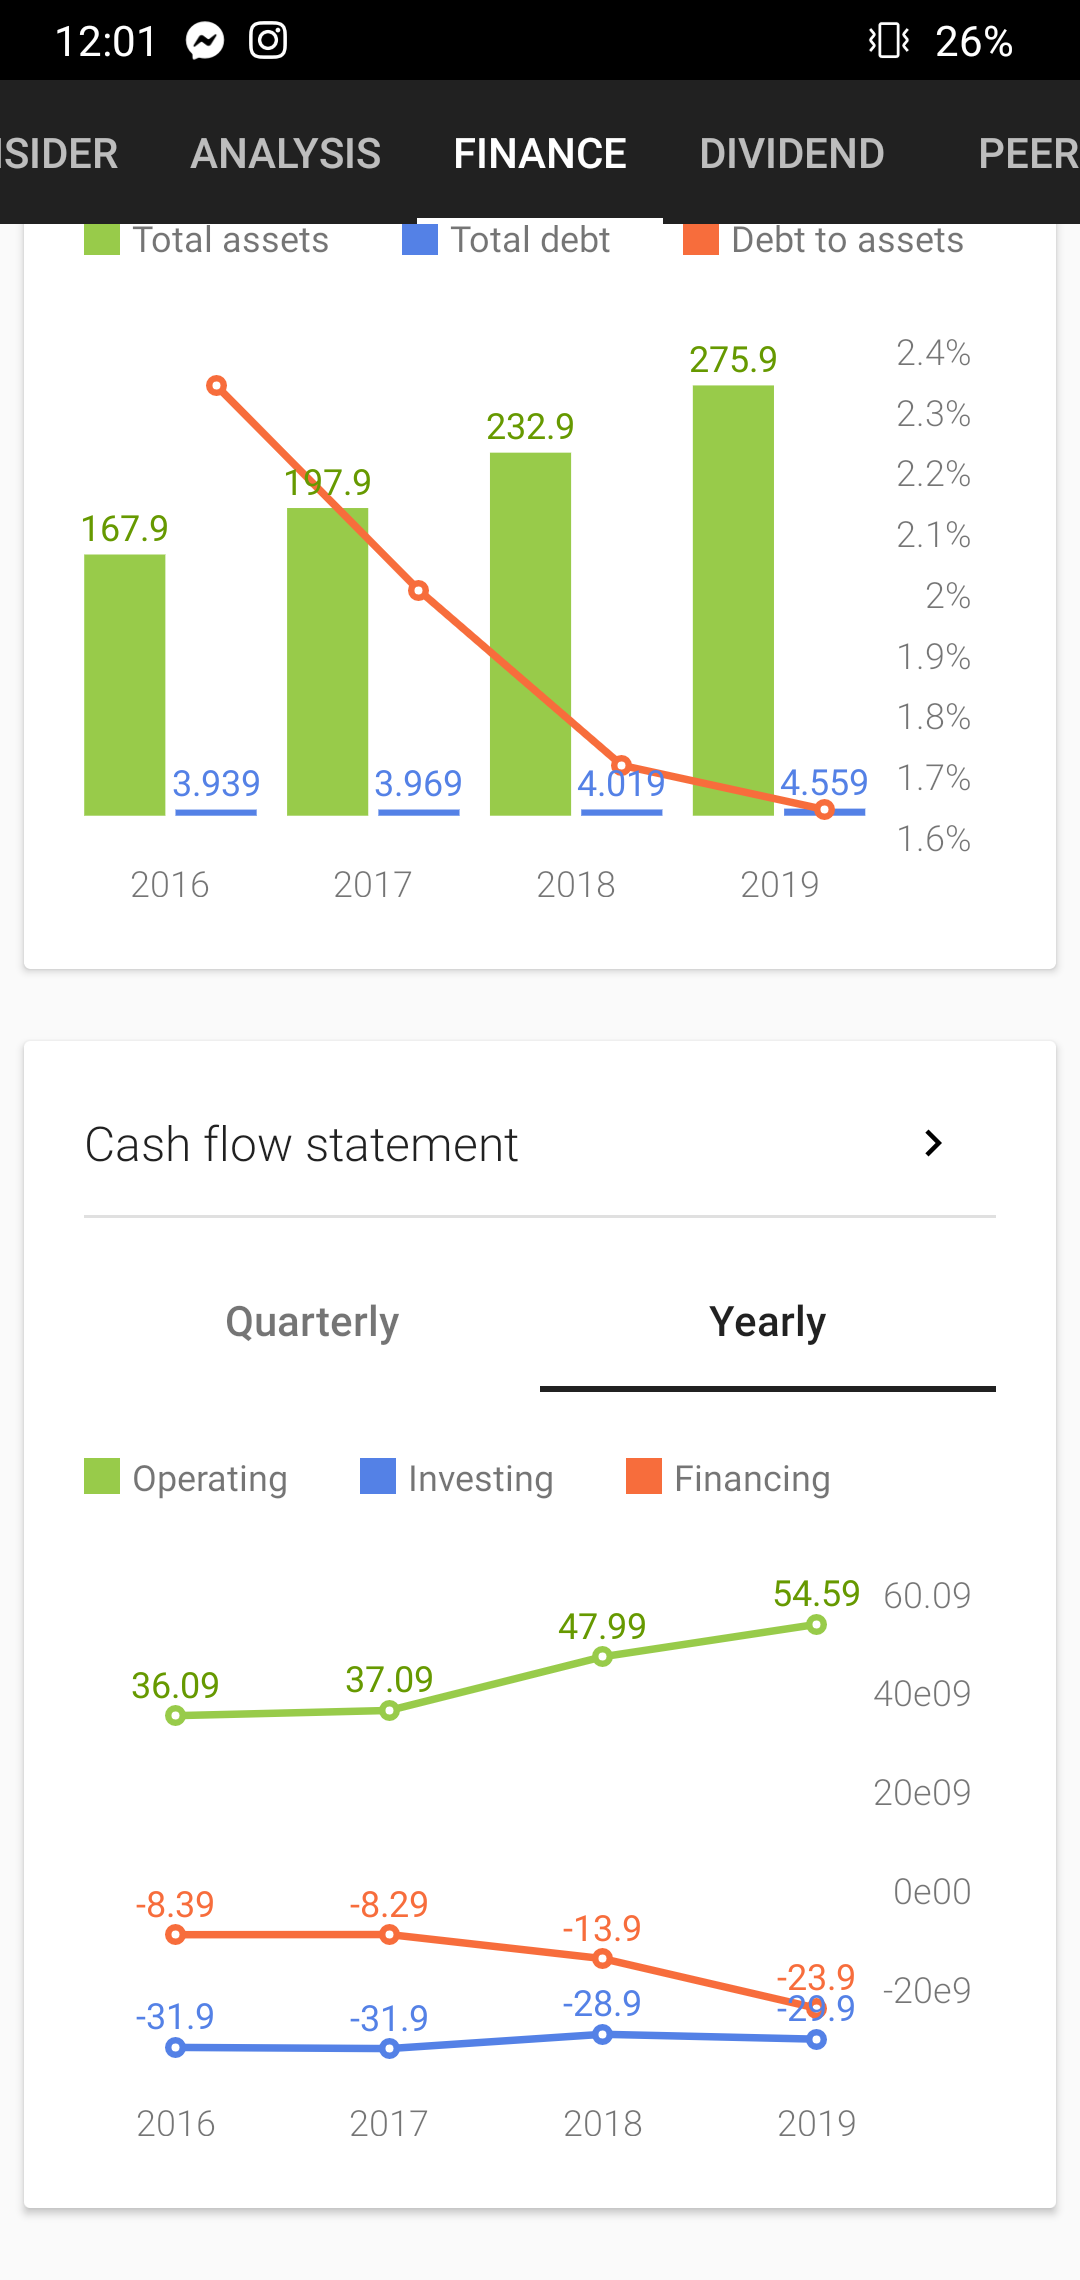 12:01 26%
SIDER ANALYSIS FINANCE DIVIDEND PEER
Total assets Total debt Debt to assets
275.9 2.4%
232.9 2.3%
197.9 2.2%
167.9 2.1%
2%
1.9%
1.8%
3.939 3.969 4.019 4.559 1.7%
1.6%
2016 2017 2018 2019
Cash flow statement
Quarterly Yearly
Operating Investing Financing
54.59 60.09
47.99
36.09 37.09 40e09
20e09
-8.39 -8.29 0e00
-13.9
-23.9 -20e9
-31.9 -31.9 -28.9 -29.9
2016 2017 2018 2019